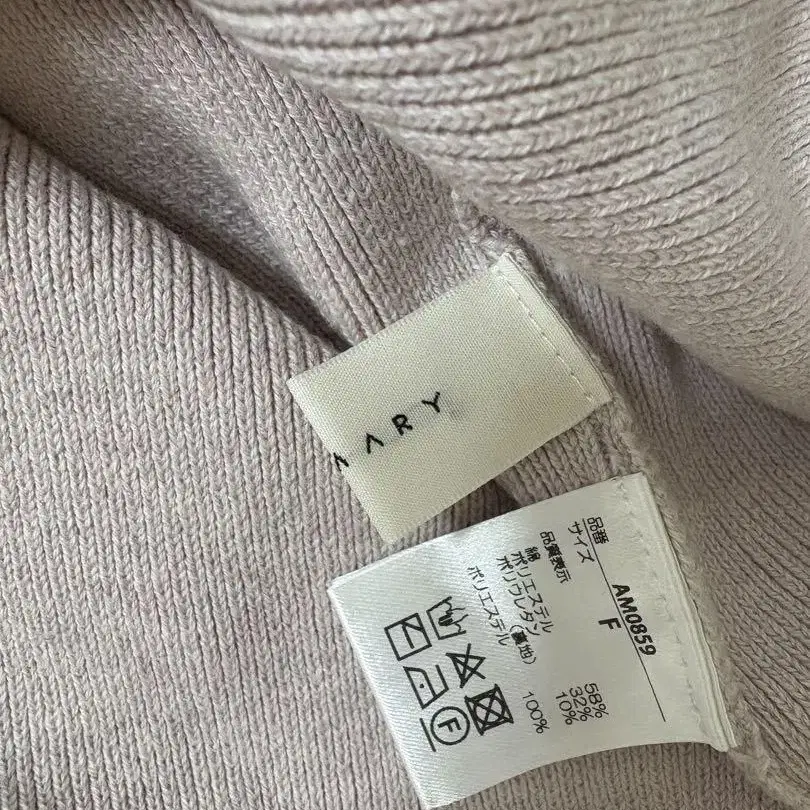 ARY
品番 AM0859
サイズ F
品質表示
綿 58%
ポリエステル 32%
ポリウレタン 10%
(裏地)
ポリエステル 100%
F